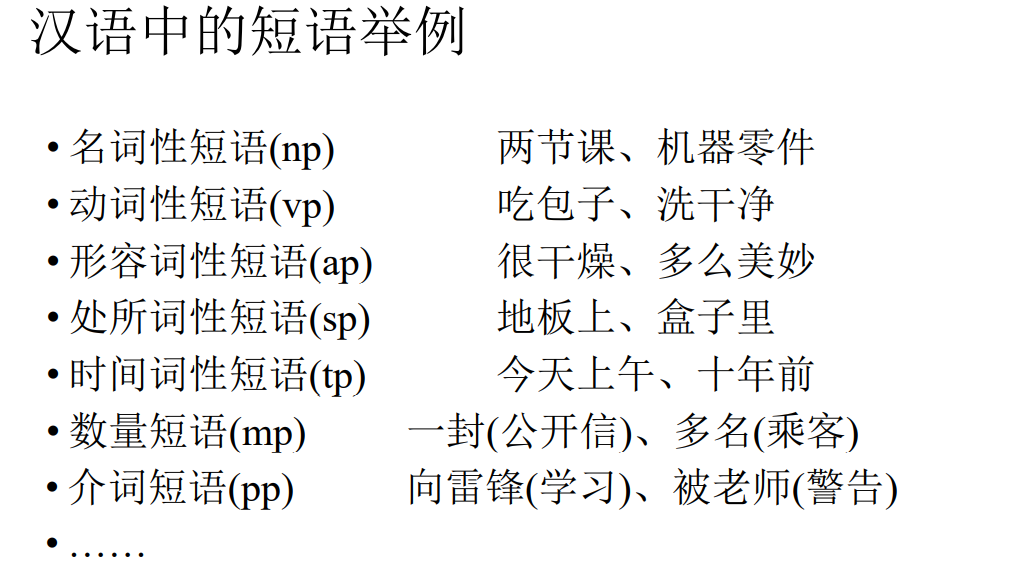 汉语中的短语举例
• 名词性短语(np) 两节课、机器零件
• 动词性短语(vp) 吃包子、洗干净
• 形容词性短语(ap) 很干燥、多么美妙
• 处所词性短语(sp) 地板上、盒子里
• 时间词性短语(tp) 今天上午、十年前
• 数量短语(mp) 一封(公开信)、多名(乘客)
• 介词短语(pp) 向雷锋(学习)、被老师(警告)
• ……